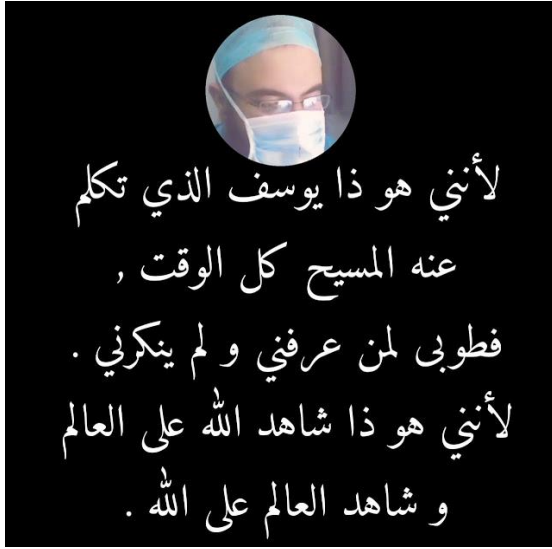 لأنني هو ذا يوسف الذي تكلم
عنه المسيح كل الوقت ,
فطوبى لمن عرفني و لم ينكرني .
لأنني هو ذا شاهد الله على العالم
و شاهد العالم على الله .